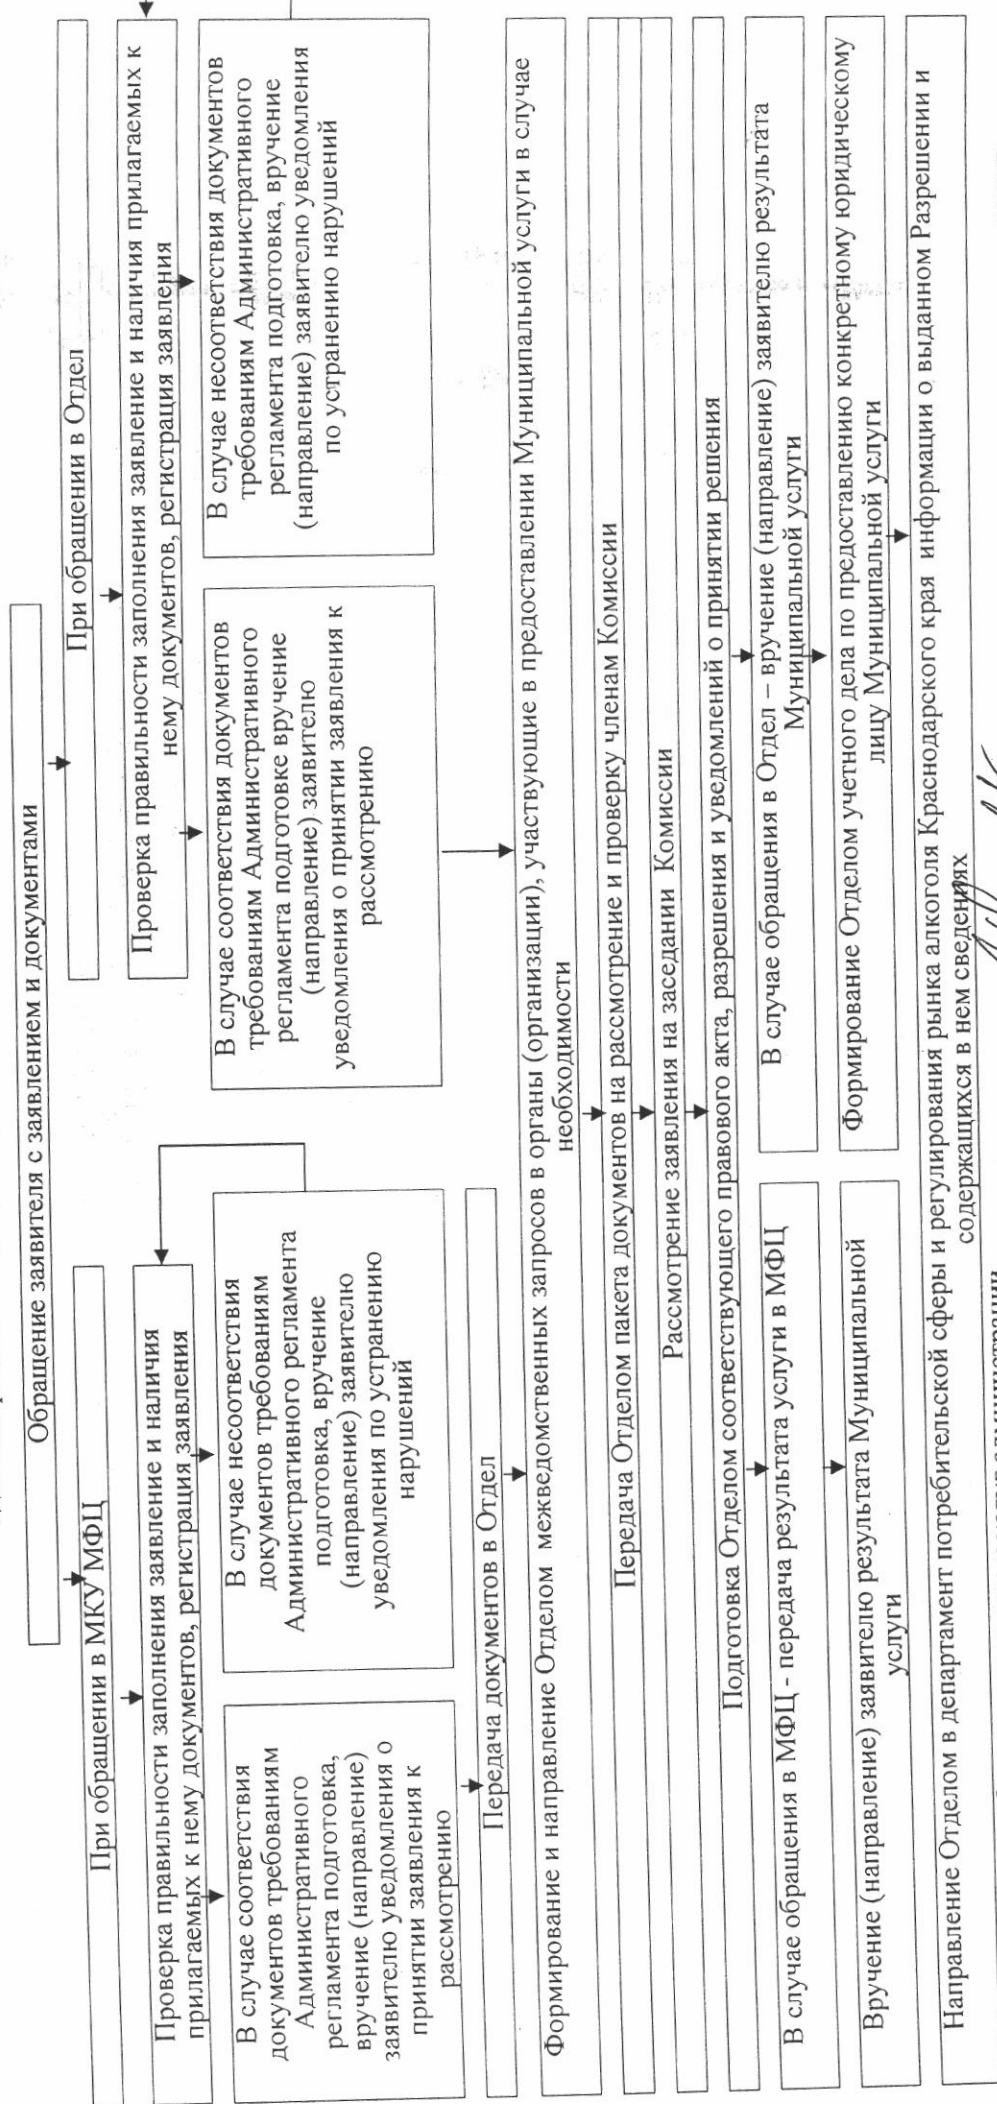 Обращение заявителя с заявлением и документами
При обращении в МКУ МФЦ
При обращении в Отдел
Проверка правильности заполнения заявление и наличия
прилагаемых к нему документов, регистрация заявления
Проверка правильности заполнения заявление и наличия прилагаемых к
нему документов, регистрация заявления
В случае соответствия
документов требованиям
Административного
регламента подготовка,
вручение (направление)
заявителю уведомления о
принятии заявления к
рассмотрению
В случае несоответствия
документов требованиям
Административного регламента
подготовка, вручение
(направление) заявителю
уведомления по устранению
нарушений
В случае соответствия документов
требованиям Административного
регламента подготовке вручение
(направление) заявителю
уведомления о принятии заявления к
рассмотрению
В случае несоответствия документов
требованиям Административного
регламента подготовка, вручение
(направление) заявителю уведомления
по устранению нарушений
Передача документов в Отдел
Формирование и направление Отделом межведомственных запросов в органы (организации), участвующие в предоставлении Муниципальной услуги в случае
необходимости
Передача Отделом пакета документов на рассмотрение и проверку членам Комиссии
Рассмотрение заявления на заседании Комиссии
Подготовка Отделом соответствующего правового акта, разрешения и уведомлений о принятии решения
В случае обращения в МФЦ - передача результата услуги в МФЦ
В случае обращения в Отдел – вручение (направление) заявителю результата
Муниципальной услуги
Вручение (направление) заявителю результата Муниципальной
услуги
Формирование Отделом учетного дела по предоставлению конкретному юридическому
лицу Муниципальной услуги
Направление Отделом в департамент потребительской сферы и регулирования рынка алкоголя Краснодарского края информации о выданном Разрешении и
содержащихся в нем сведениях